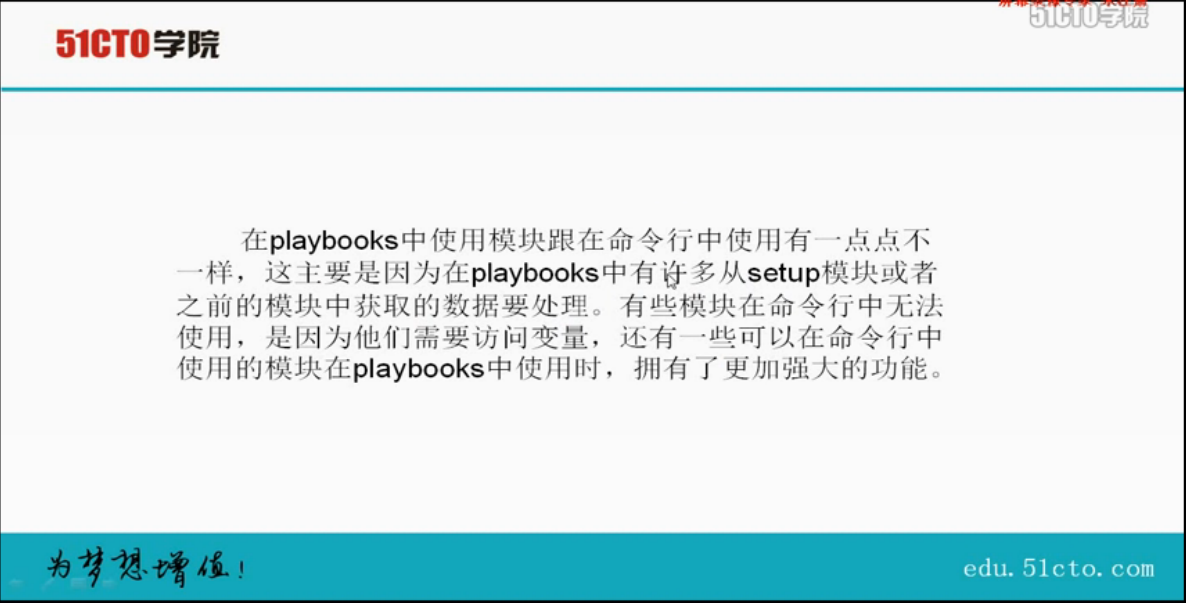 51CTO学院
51CTO学院
在playbooks中使用模块跟在命令行中使用有一点点不
一样，这主要是因为在playbooks中有许多从setup模块或者
之前的模块中获取的数据要处理。有些模块在命令行中无法
使用，是因为他们需要访问变量，还有一些可以在命令行中
使用的模块在playbooks中使用时，拥有了更加强大的功能。
为梦想增值！
edu.51cto.com